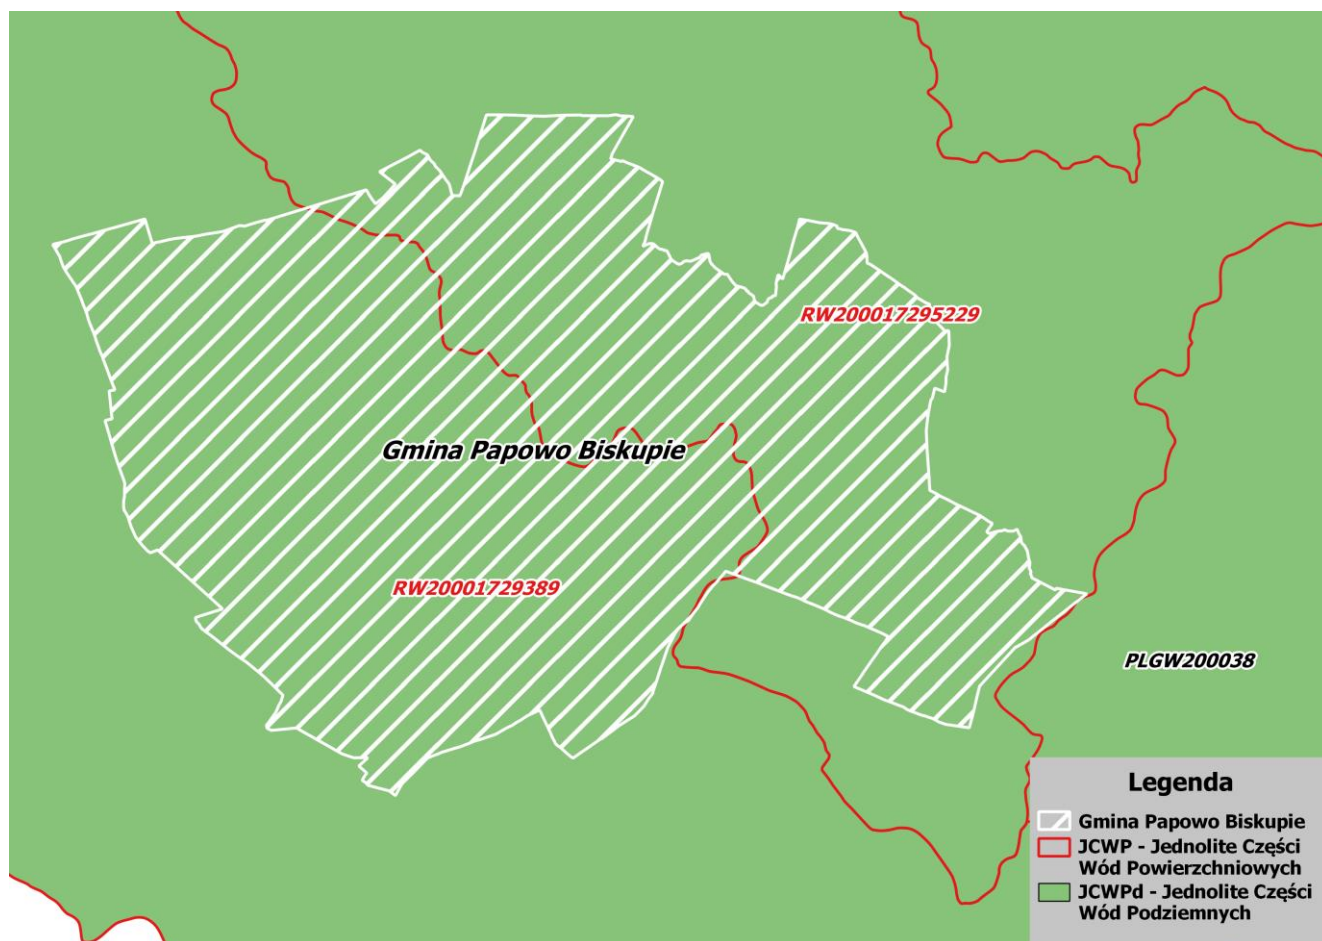 RW200017295229
Gmina Papowo Biskupie
RW20001729389
PLGW200038
Legenda
Gmina Papowo Biskupie
JCWP - Jednolite Części
Wód Powierzchniowych
JCWPd - Jednolite Części
Wód Podziemnych